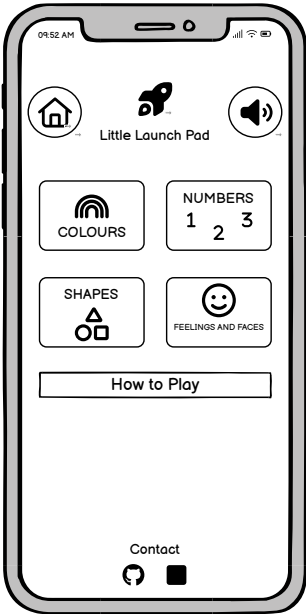 09:52 AM
Little Launch Pad
COLOURS
NUMBERS
1 2 3
SHAPES
FEELINGS AND FACES
How to Play
Contact